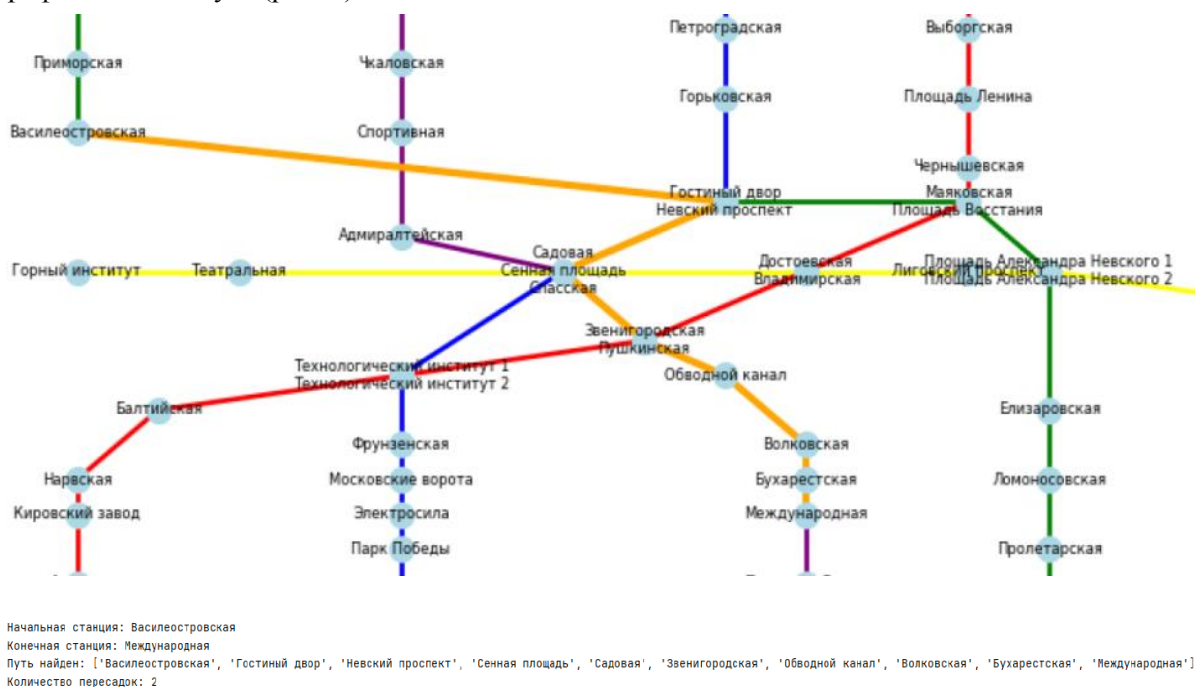 Петроградская
Выборгская
Приморская
Чкаловская
Горьковская
Площадь Ленина
Василеостровская
Спортивная
Чернышевская
Гостиный двор
Невский проспект
Маяковская
Площадь Восстания
Адмиралтейская
Садовая
Сенная площадь
Спасская
Горный институт
Театральная
Достоевская
Владимирская
Лиговский проспект
Площадь Александра Невского 1
Площадь Александра Невского 2
Звенигородская
Пушкинская
Технологический институт 1
Технологический институт 2
Обводной канал
Балтийская
Елизаровская
Фрунзенская
Волковская
Нарвская
Московские ворота
Бухарестская
Ломоносовская
Кировский завод
Электросила
Международная
Парк Победы
Пролетарская
Начальная станция: Василеостровская
Конечная станция: Международная
Путь найден: ['Василеостровская', 'Гостиный двор', 'Невский проспект', 'Сенная площадь', 'Садовая', 'Звенигородская', 'Обводной канал', 'Волковская', 'Бухарестская', 'Международная']
Количество пересадок: 2